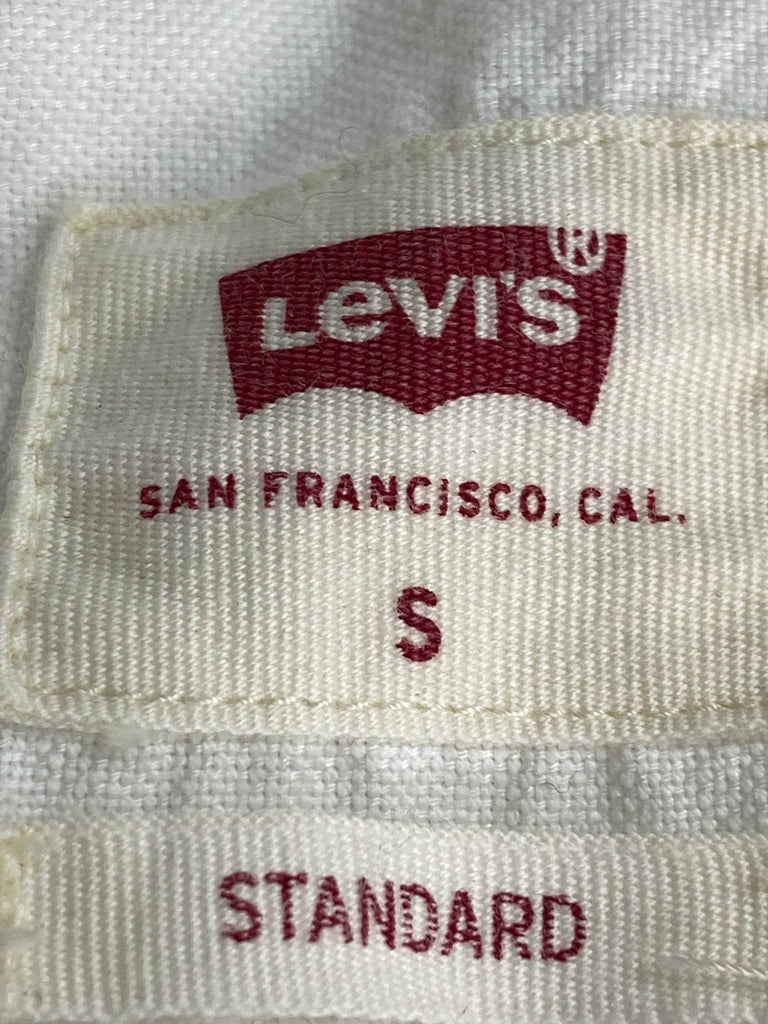 LEVI'S®
SAN FRANCISCO, CAL.
S
STANDARD